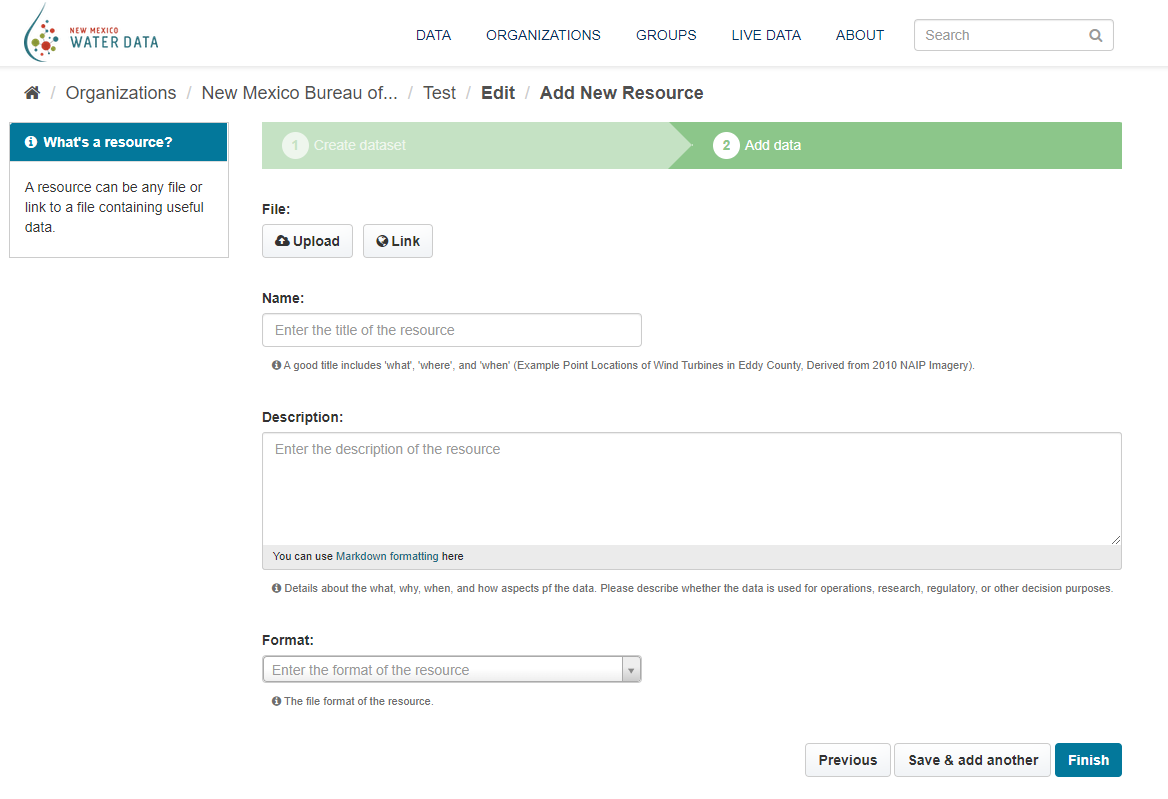 NEW MEXICO
WATER DATA
DATA ORGANIZATIONS GROUPS LIVE DATA ABOUT Search
/ Organizations / New Mexico Bureau of... / Test / Edit / Add New Resource
What's a resource?
A resource can be any file or
link to a file containing useful
data.
1 Create dataset 2 Add data
File:
Upload Link
Name:
Enter the title of the resource
A good title includes 'what', 'where', and 'when' (Example Point Locations of Wind Turbines in Eddy County, Derived from 2010 NAIP Imagery).
Description:
Enter the description of the resource
You can use Markdown formatting here
Details about the what, why, when, and how aspects pf the data. Please describe whether the data is used for operations, research, regulatory, or other decision purposes.
Format:
Enter the format of the resource
The file format of the resource.
Previous Save & add another Finish